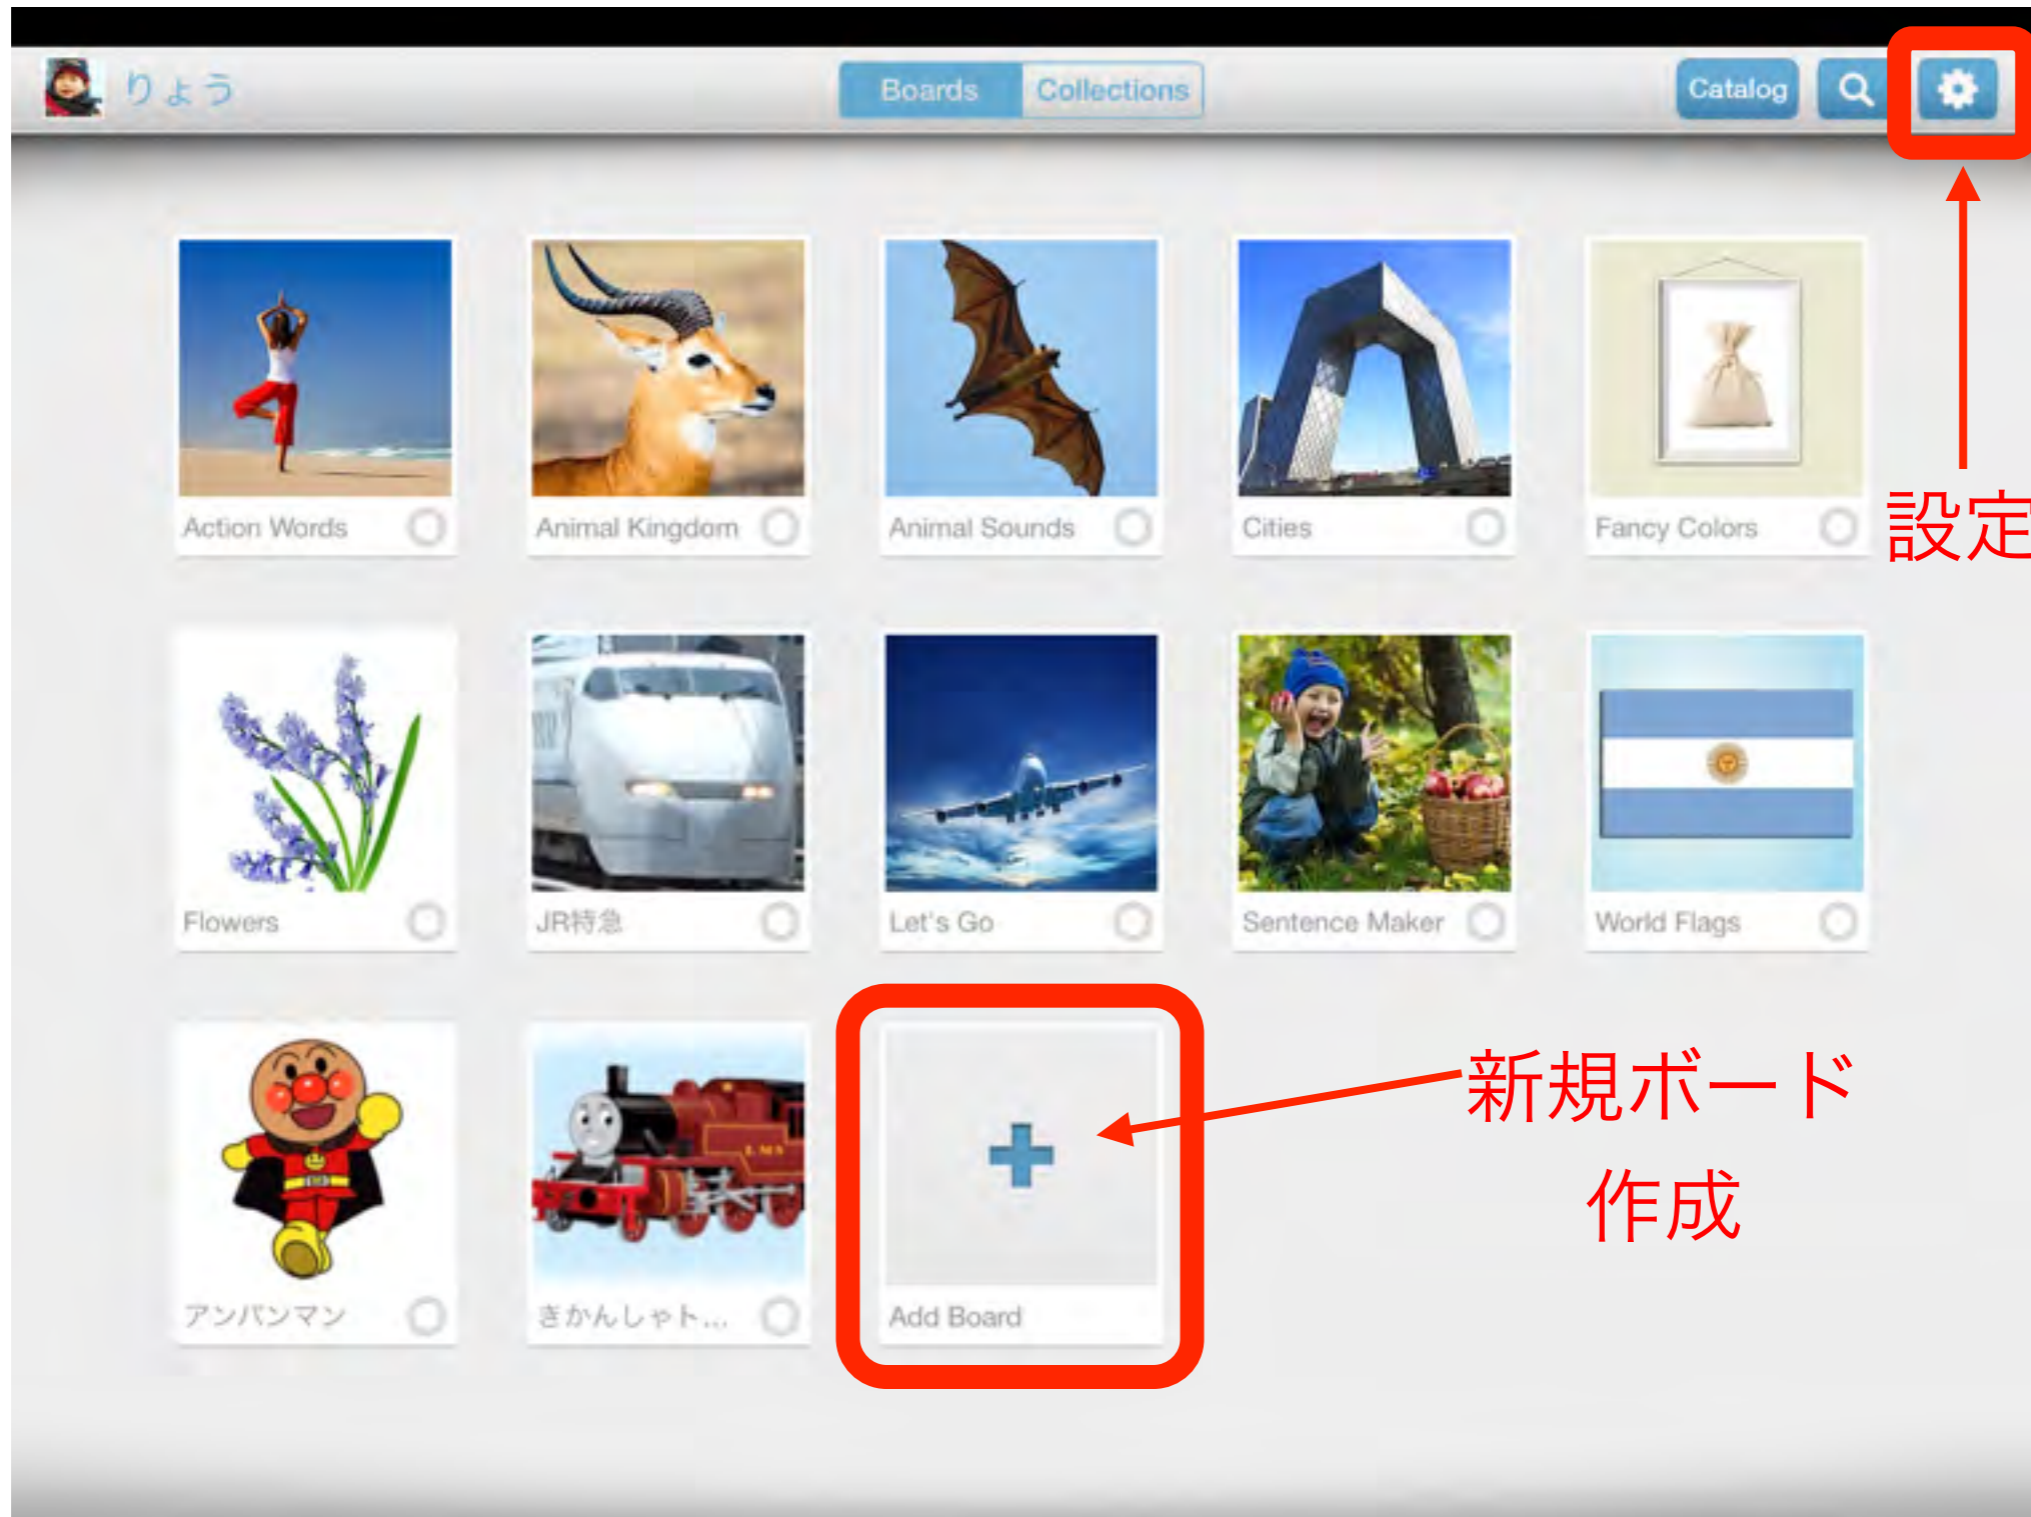 りょう
Boards
Collections
Catalog
設定
Action Words
Animal Kingdom
Animal Sounds
Cities
Fancy Colors
Flowers
JR特急
Let's Go
Sentence Maker
World Flags
新規ボード
作成
L M S
アンパンマン
きかんしゃト...
Add Board